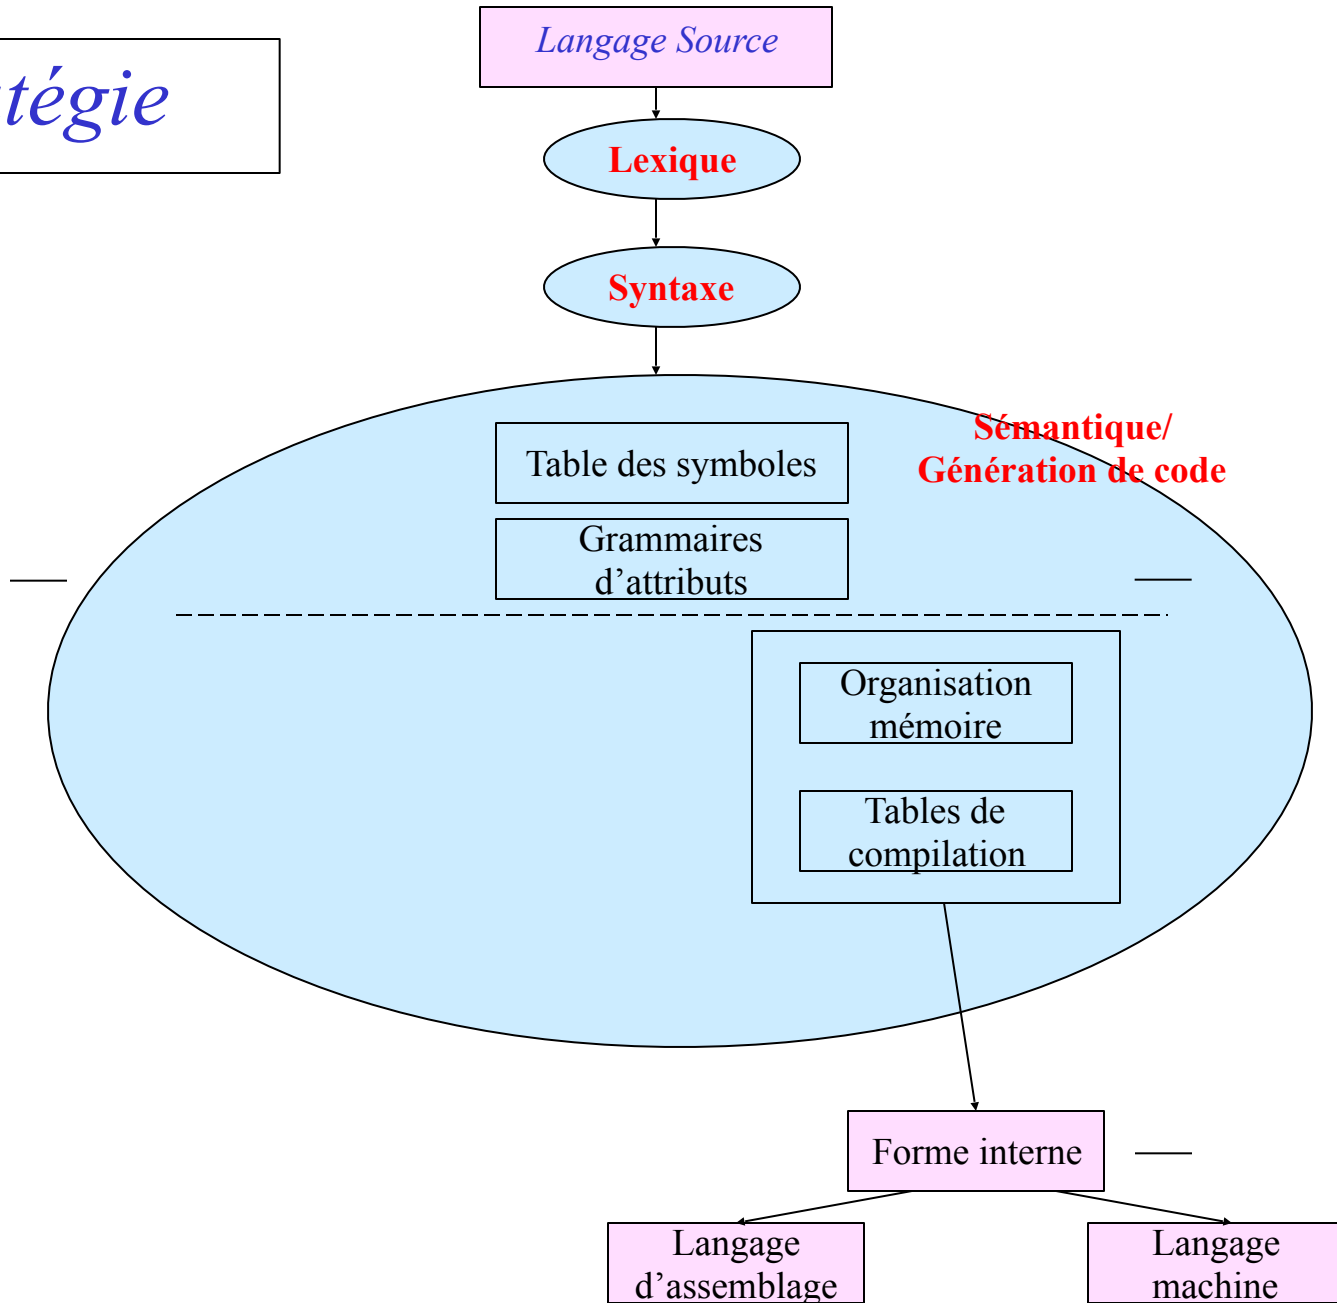 Langage Source
tégie
Lexique
Syntaxe
Sémantique/
Génération de code
Table des symboles
Grammaires
d’attributs
Organisation
mémoire
Tables de
compilation
Forme interne
Langage
d’assemblage
Langage
machine